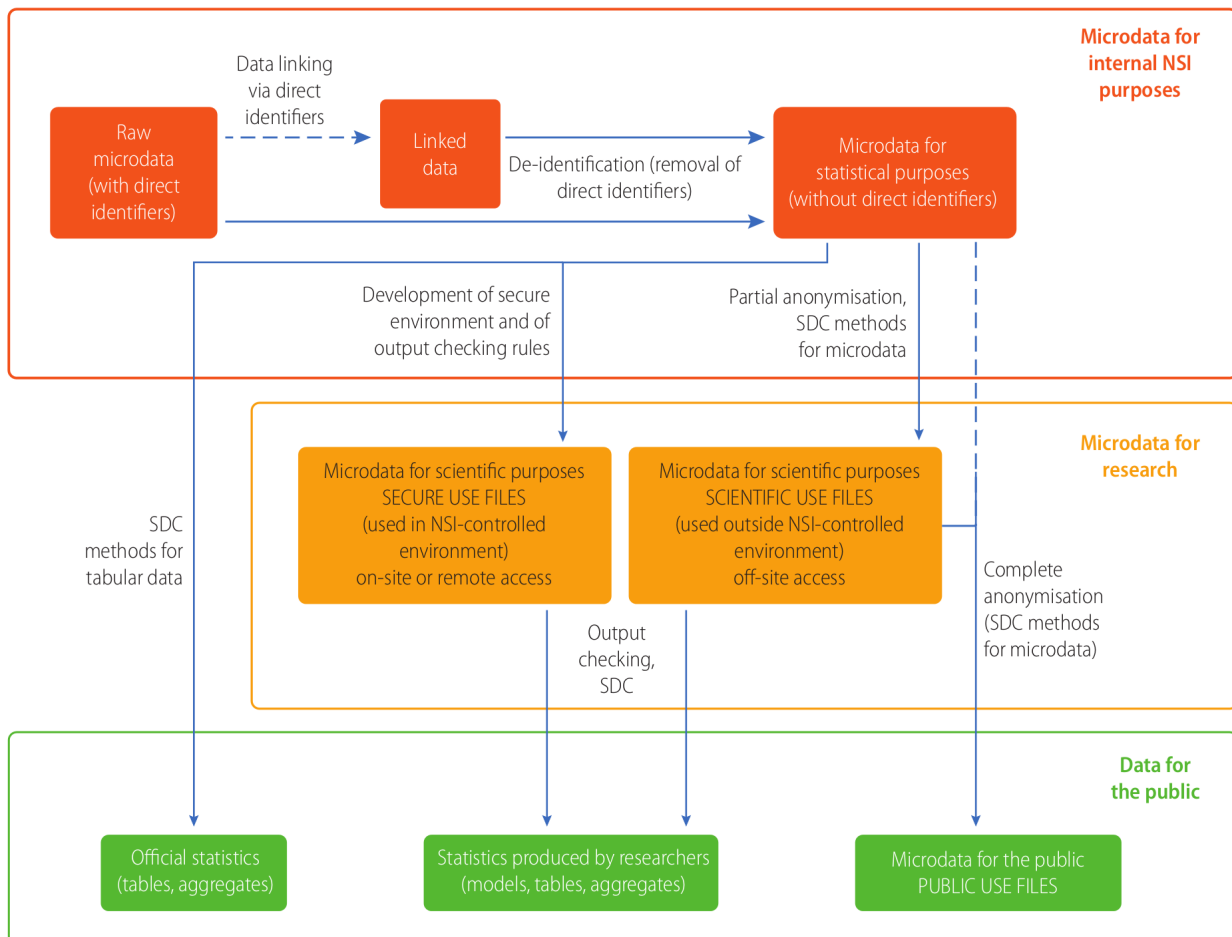 Microdata for
internal NSI
purposes
Data linking
via direct
identifiers
Raw
microdata
(with direct
identifiers)
Linked
data
De-identification (removal of
direct identifiers)
Microdata for
statistical purposes
(without direct identifiers)
Development of secure
environment and of
output checking rules
Partial anonymisation,
SDC methods
for microdata
Microdata for
research
Microdata for scientific purposes
SECURE USE FILES
(used in NSI-controlled
environment)
on-site or remote access
Microdata for scientific purposes
SCIENTIFIC USE FILES
(used outside NSI-controlled
environment)
off-site access
SDC
methods for
tabular data
Complete
anonymisation
(SDC methods
for microdata)
Output
checking,
SDC
Data for
the public
Official statistics
(tables, aggregates)
Statistics produced by researchers
(models, tables, aggregates)
Microdata for the public
PUBLIC USE FILES